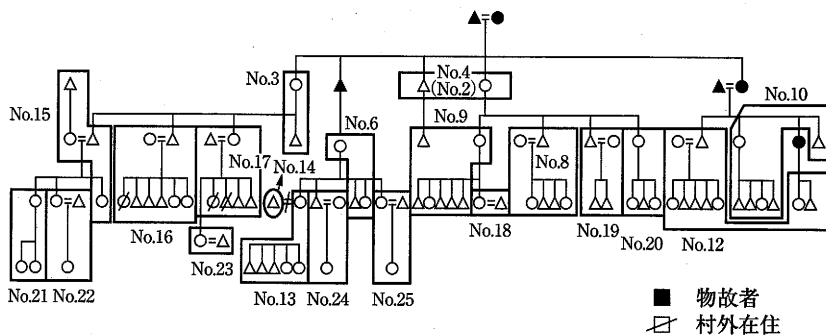 No.10
No.4
(No.2)
No.3
No.15
No.6
No.9
No.17
No.14
No.8
No.16
No.18
No.19
No.20
No.12
No.23
No.21
No.22
No.13
No.24
No.25
物故者
村外在住